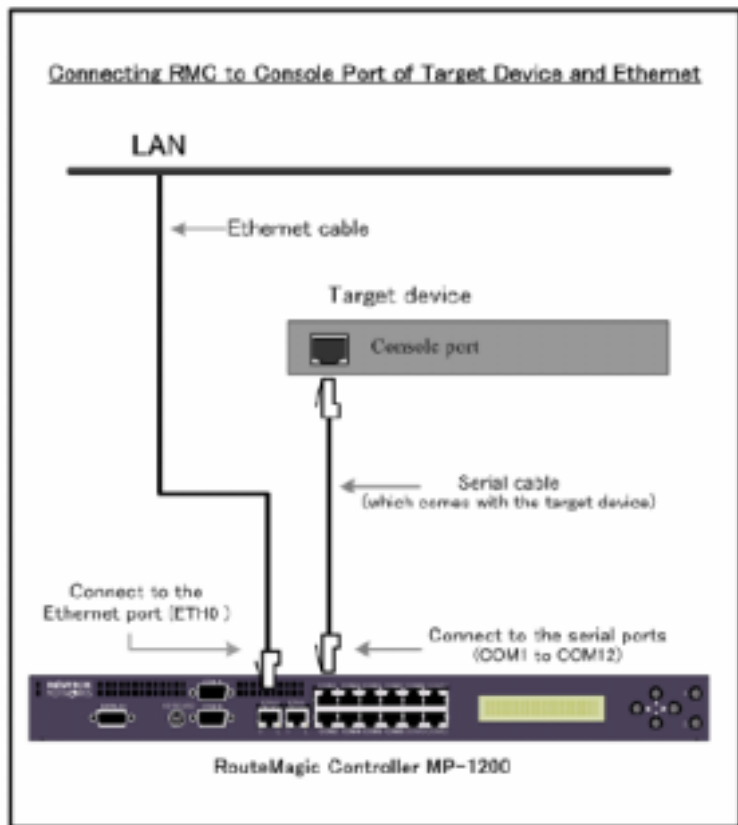 Connecting RMC to Console Port of Target Device and Ethernet
LAN
Ethernet cable
Target device
Console port
Serial cable
(which comes with the target device)
Connect to the
Ethernet port (ETH0 )
Connect to the serial ports
(COM1 to COM12)
RouteMagic Controller MP-1200